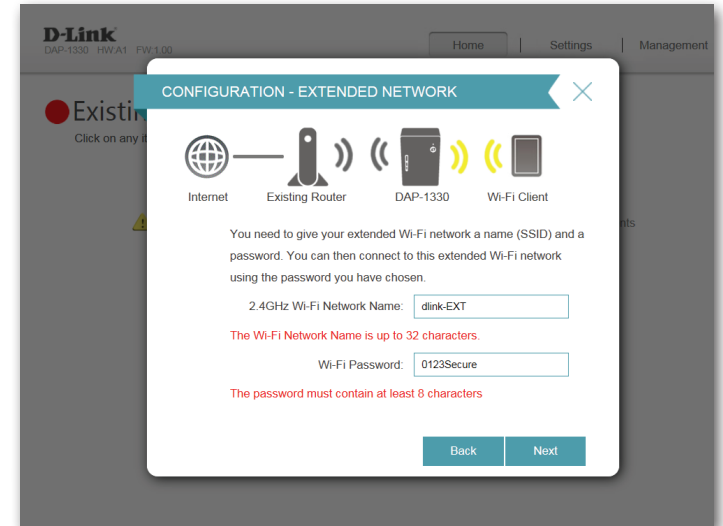 D-Link
DAP-1330 HW:A1 FW:1.00
Home | Settings | Management
CONFIGURATION - EXTENDED NETWORK
Existin
Click on any it
Internet Existing Router DAP-1330 Wi-Fi Client
nts
You need to give your extended Wi-Fi network a name (SSID) and a
password. You can then connect to this extended Wi-Fi network
using the password you have chosen.
2.4GHz Wi-Fi Network Name: dlink-EXT
The Wi-Fi Network Name is up to 32 characters.
Wi-Fi Password: 0123Secure
The password must contain at least 8 characters
Back Next